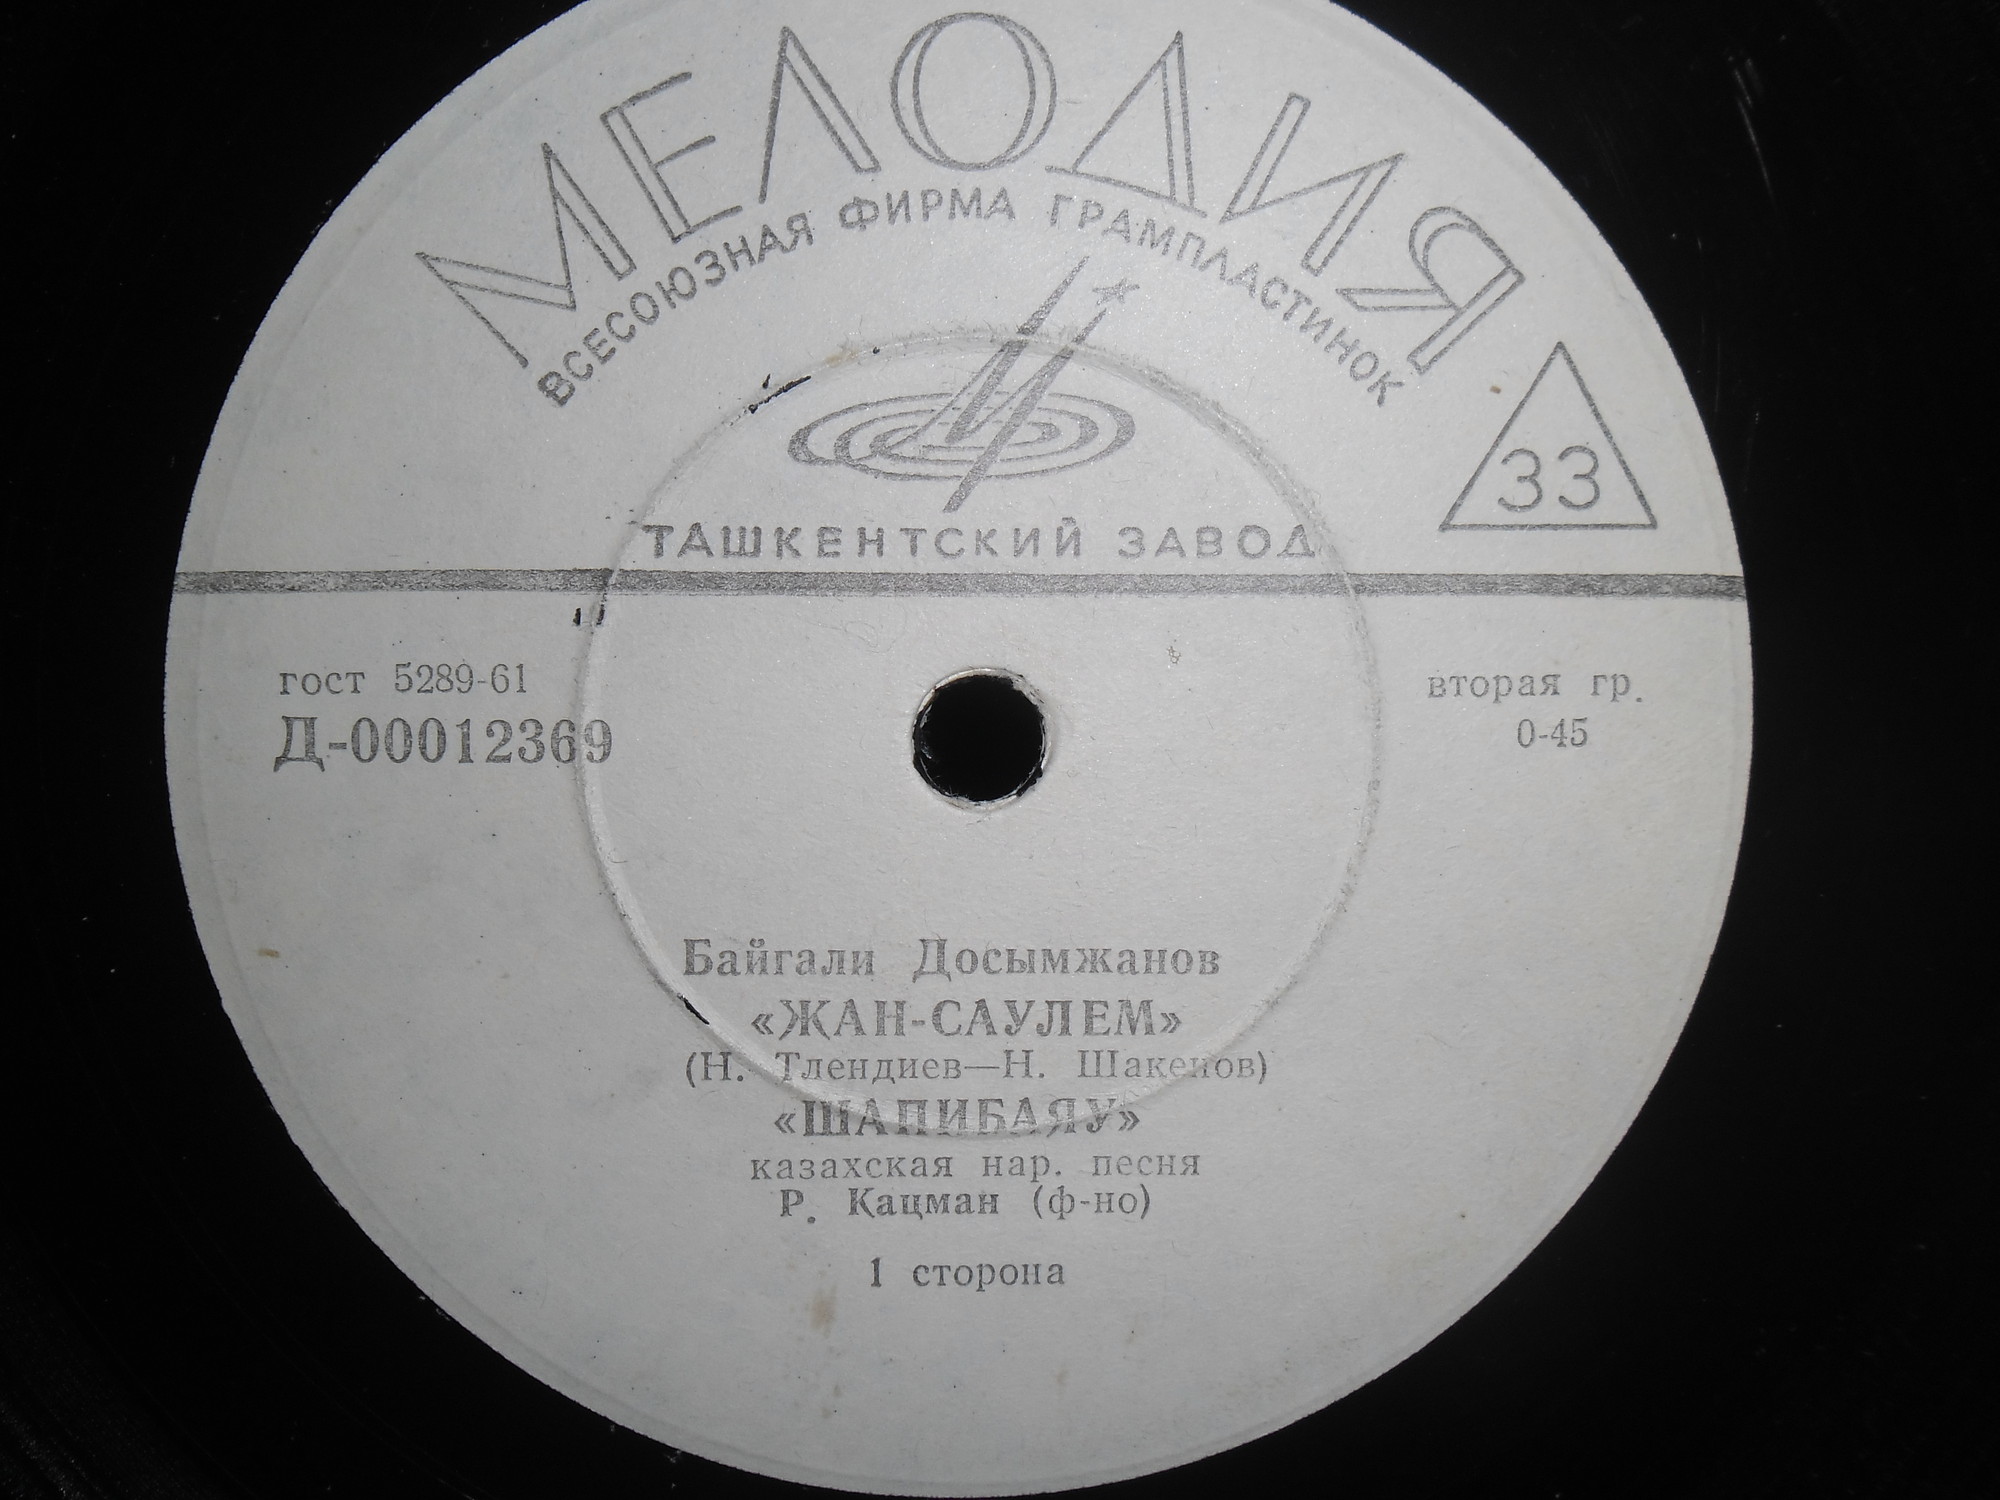 МЕЛОДИЯ
ВСЕСОЮЗНАЯ ФИРМА ГРАМПЛАСТИНОК
33
ТАШКЕНТСКИЙ ЗАВОД
гост 5289-61
вторая гр.
Д-00012369
0-45
Байгали Досымжанов
«ЖАН-САУЛЕМ»
(Н. Тлендиев—Н. Шакенов)
«ШАПИБАЯУ»
казахская нар. песня
Р. Кацман (ф-но)
1 сторона